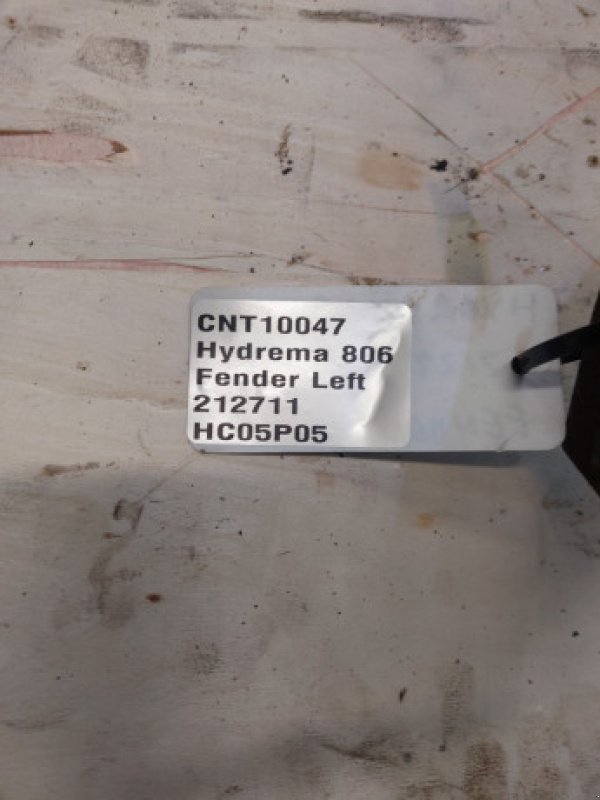 CNT10047
Hydrema 806
Fender Left
212711
HC05P05